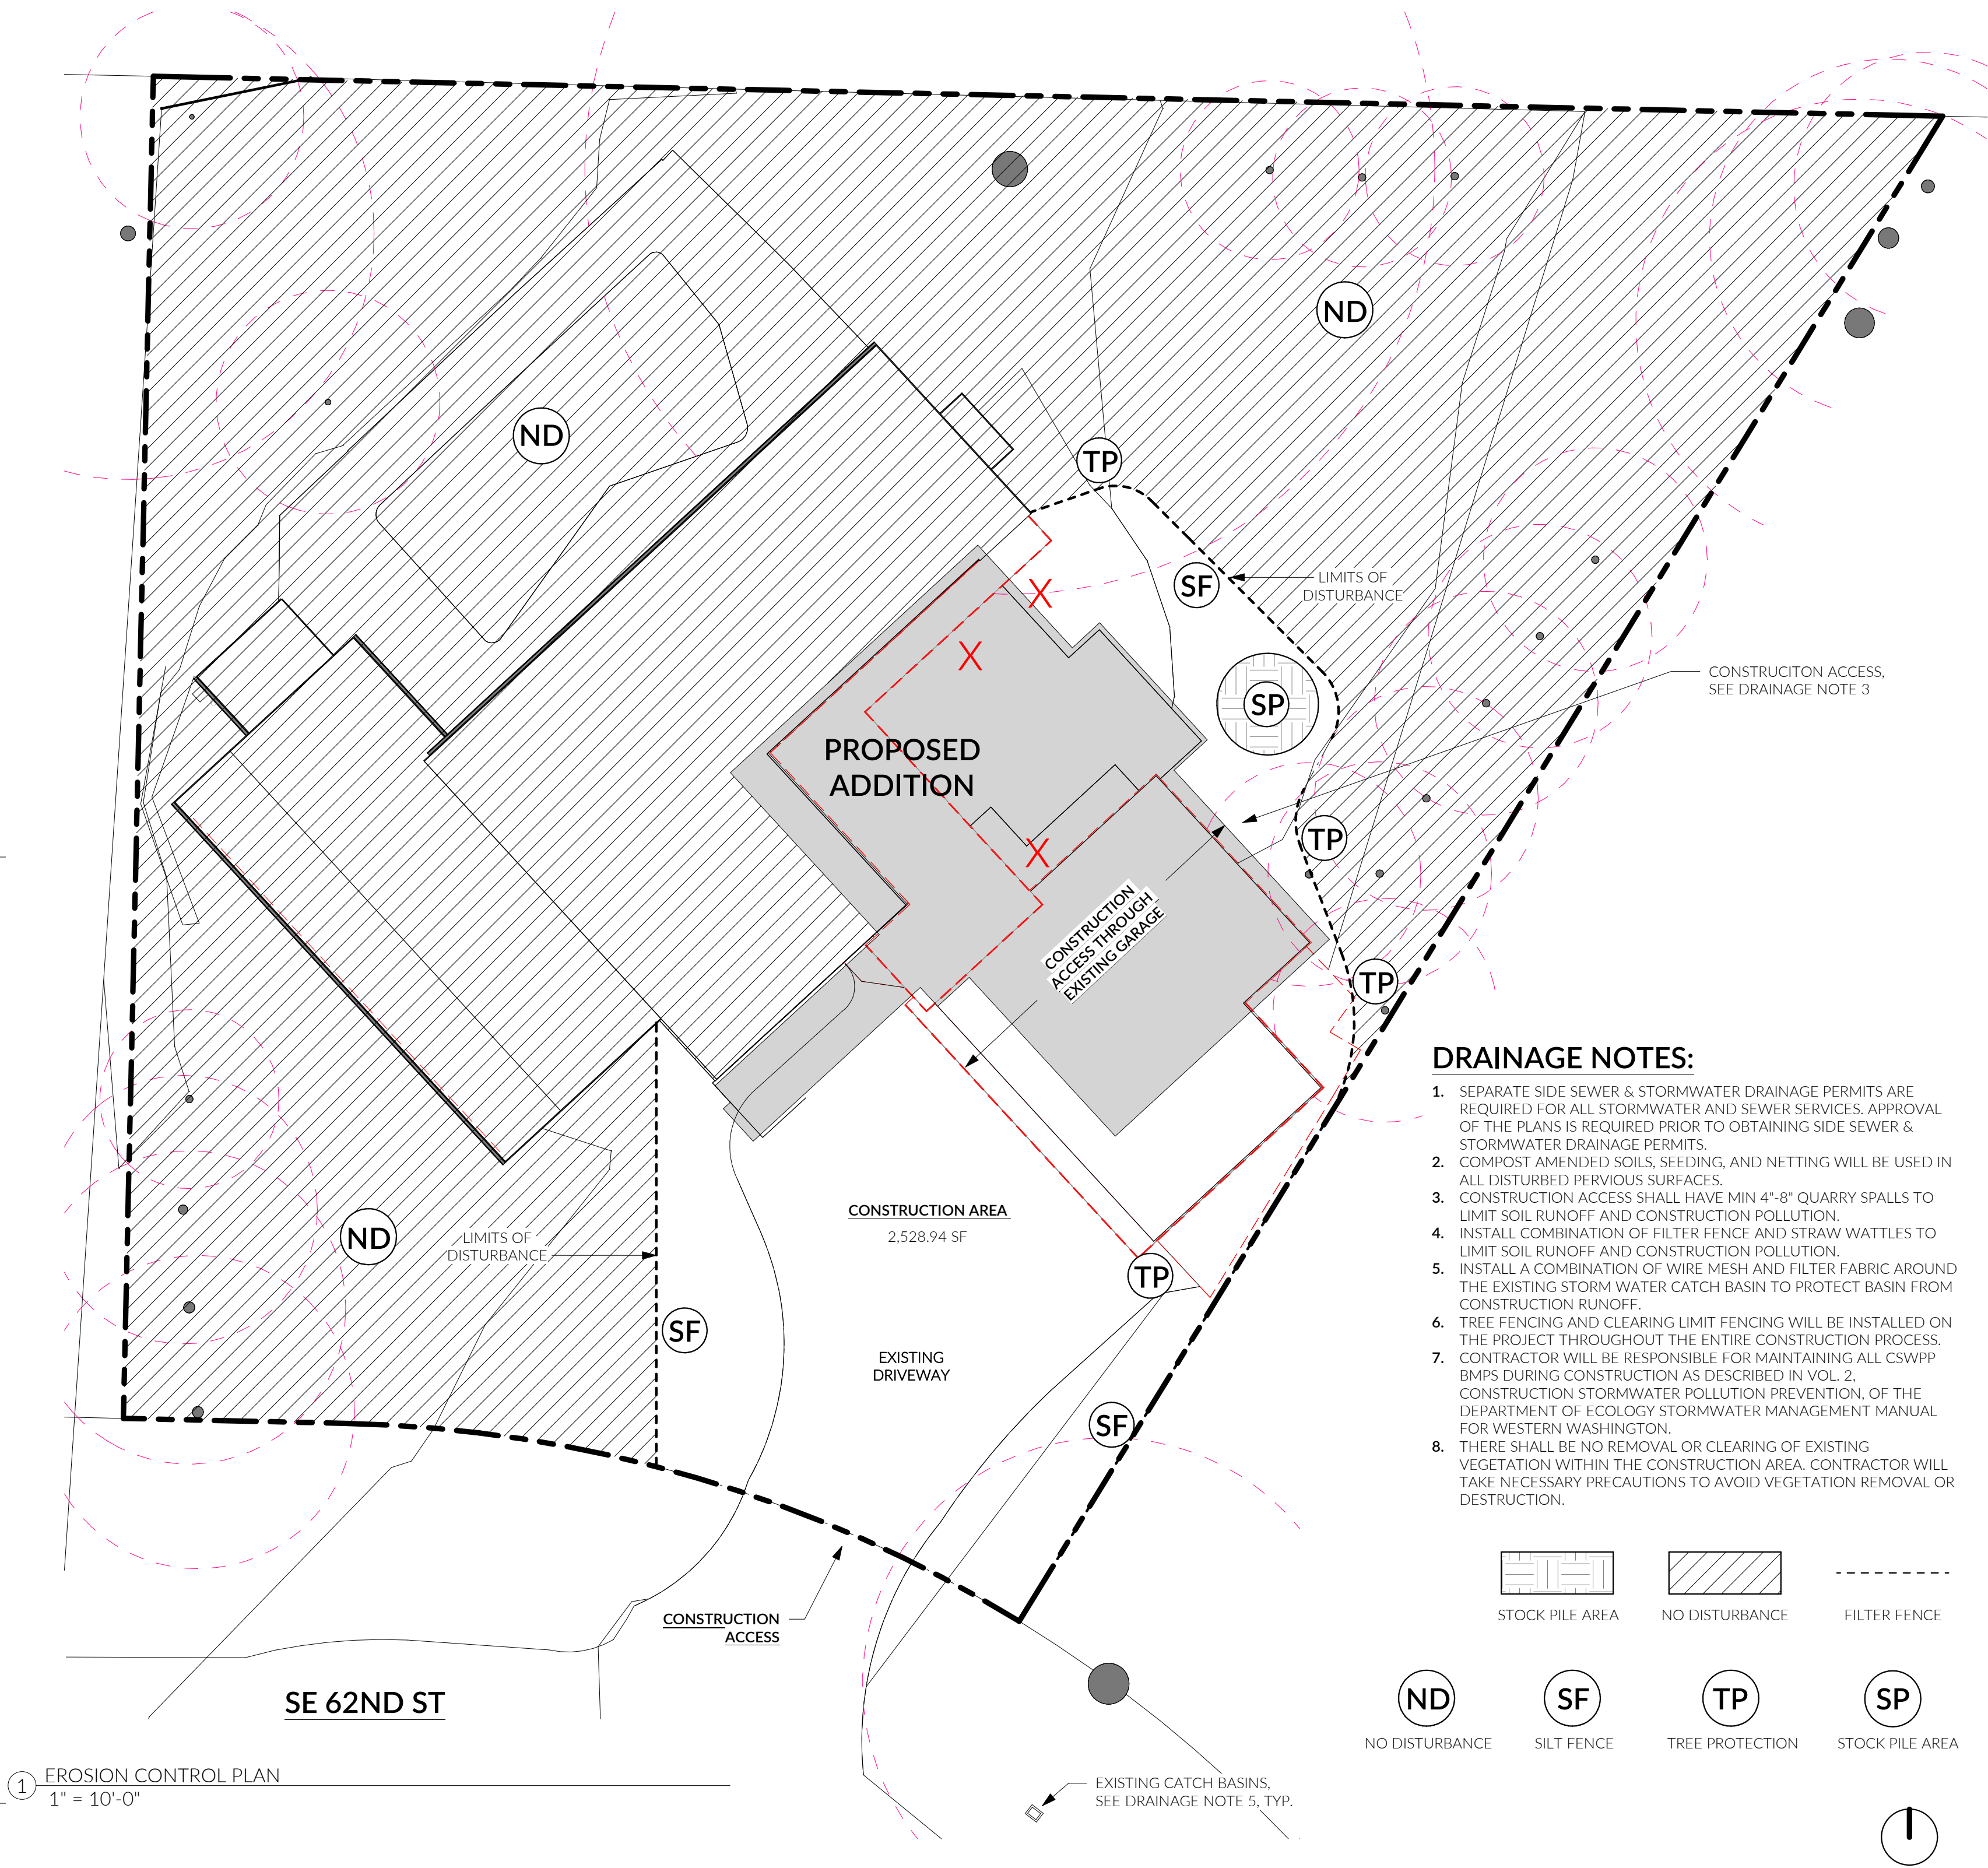 ND
ND
TP
SF
LIMITS OF
DISTURBANCE
SP
CONSTRUCITON ACCESS,
SEE DRAINAGE NOTE 3
X
X
PROPOSED
ADDITION
X
TP
CONSTRUCTION
ACCESS THROUGH
EXISTING GARAGE
TP
ND
LIMITS OF
DISTURBANCE
CONSTRUCTION AREA
2,528.94 SF
TP
SF
EXISTING
DRIVEWAY
SF
CONSTRUCTION
ACCESS
SE 62ND ST
DRAINAGE NOTES:
1. SEPARATE SIDE SEWER & STORMWATER DRAINAGE PERMITS ARE
REQUIRED FOR ALL STORMWATER AND SEWER SERVICES. APPROVAL
OF THE PLANS IS REQUIRED PRIOR TO OBTAINING SIDE SEWER &
STORMWATER DRAINAGE PERMITS.
2. COMPOST AMENDED SOILS, SEEDING, AND NETTING WILL BE USED IN
ALL DISTURBED PERVIOUS SURFACES.
3. CONSTRUCTION ACCESS SHALL HAVE MIN 4"-8" QUARRY SPALLS TO
LIMIT SOIL RUNOFF AND CONSTRUCTION POLLUTION.
4. INSTALL COMBINATION OF FILTER FENCE AND STRAW WATTLES TO
LIMIT SOIL RUNOFF AND CONSTRUCTION POLLUTION.
5. INSTALL A COMBINATION OF WIRE MESH AND FILTER FABRIC AROUND
THE EXISTING STORM WATER CATCH BASIN TO PROTECT BASIN FROM
CONSTRUCTION RUNOFF.
6. TREE FENCING AND CLEARING LIMIT FENCING WILL BE INSTALLED ON
THE PROJECT THROUGHOUT THE ENTIRE CONSTRUCTION PROCESS.
7. CONTRACTOR WILL BE RESPONSIBLE FOR MAINTAINING ALL CSWPP
BMPS DURING CONSTRUCTION AS DESCRIBED IN VOL. 2,
CONSTRUCTION STORMWATER POLLUTION PREVENTION, OF THE
DEPARTMENT OF ECOLOGY STORMWATER MANAGEMENT MANUAL
FOR WESTERN WASHINGTON.
8. THERE SHALL BE NO REMOVAL OR CLEARING OF EXISTING
VEGETATION WITHIN THE CONSTRUCTION AREA. CONTRACTOR WILL
TAKE NECESSARY PRECAUTIONS TO AVOID VEGETATION REMOVAL OR
DESTRUCTION.
STOCK PILE AREA
NO DISTURBANCE
FILTER FENCE
ND
SF
TP
SP
NO DISTURBANCE
SILT FENCE
TREE PROTECTION
STOCK PILE AREA
1 EROSION CONTROL PLAN
1" = 10'-0"
EXISTING CATCH BASINS,
SEE DRAINAGE NOTE 5, TYP.